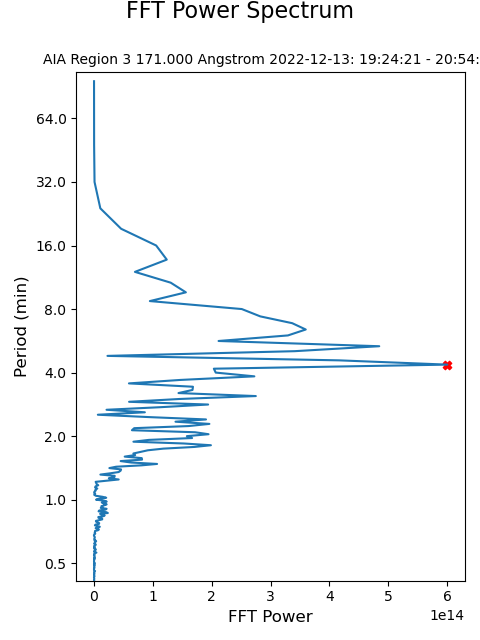 FFT Power Spectrum
AIA Region 3 171.000 Angstrom 2022-12-13: 19:24:21 - 20:54:
64.0
32.0
16.0
8.0
4.0
2.0
1.0
0.5
Period (min)
0 1 2 3 4 5 6
1e14
FFT Power